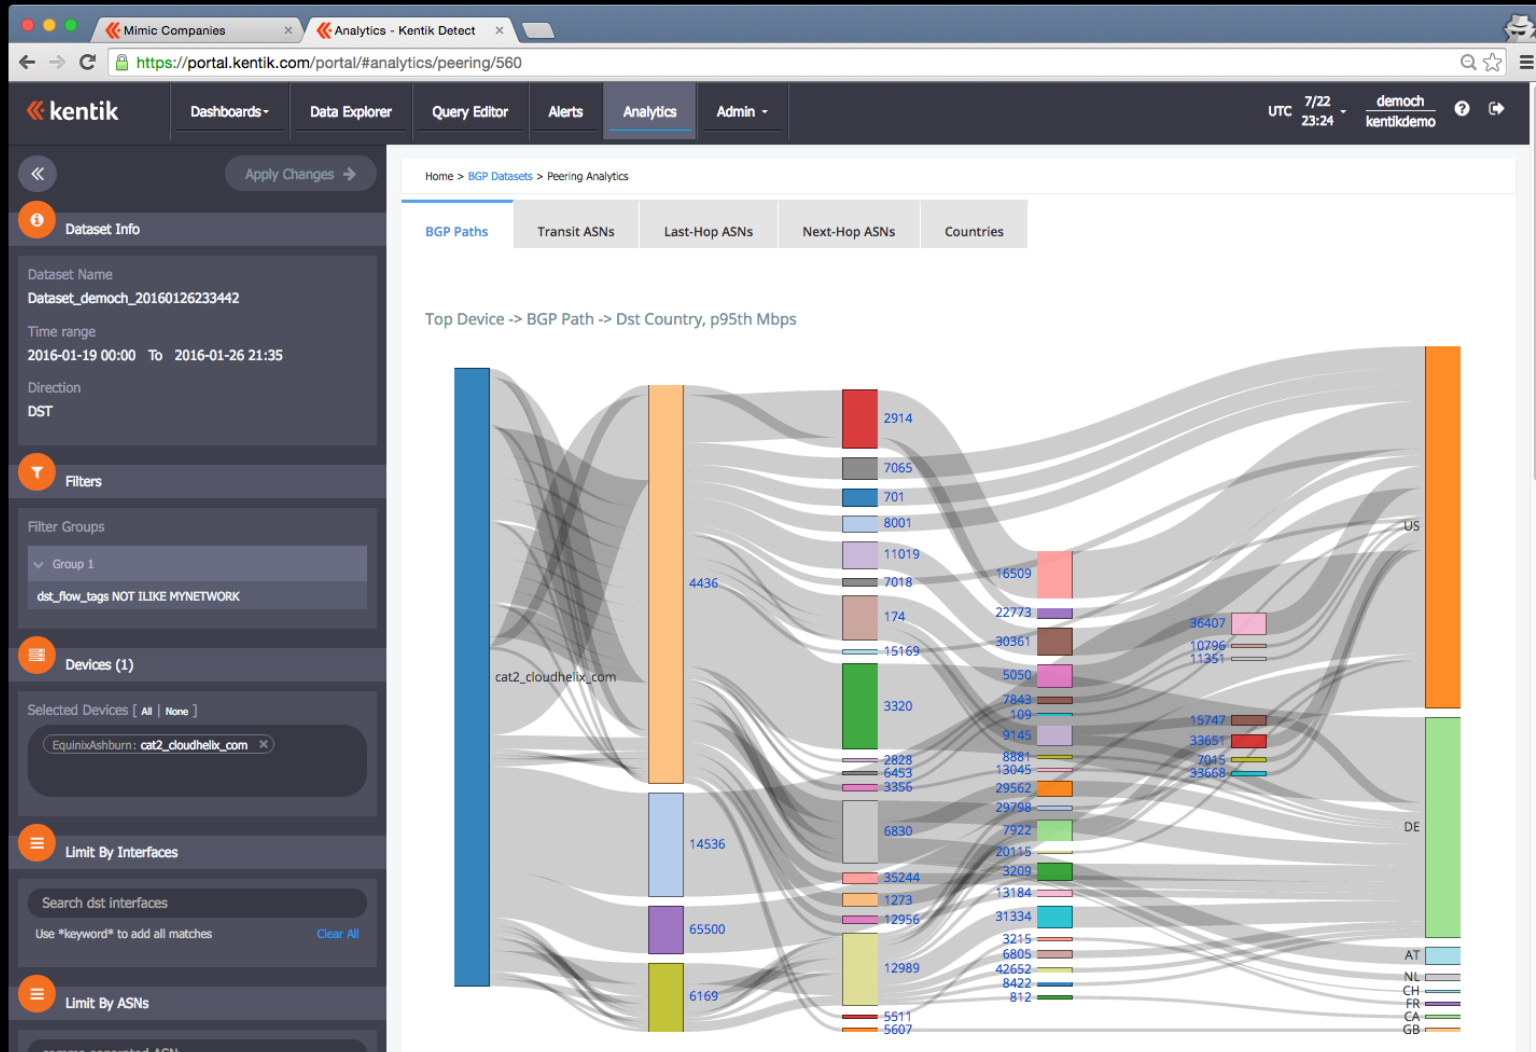 Mimic Companies
Analytics - Kentik Detect
https://portal.kentik.com/portal/#analytics/peering/560
kentik
Dashboards
Data Explorer
Query Editor
Alerts
Analytics
Admin
UTC
7/22
23:24
democh
kentikdemo
Apply Changes
Home > BGP Datasets > Peering Analytics
Dataset Info
BGP Paths
Transit ASNs
Last-Hop ASNs
Next-Hop ASNs
Countries
Dataset Name
Dataset_democh_20160126233442
Time range
2016-01-19 00:00 To 2016-01-26 21:35
Direction
DST
Filters
Filter Groups
Group 1
dst_flow_tags NOT ILIKE MYNETWORK
Devices (1)
Selected Devices [ All | None ]
EquinixAshburn: cat2_cloudhelix_com
Limit By Interfaces
Search dst interfaces
Use *keyword* to add all matches
Clear All
Limit By ASNs
Top Device -> BGP Path -> Dst Country, p95th Mbps
cat2_cloudhelix_com
4436
14536
65500
6169
2914
7065
701
8001
11019
7018
174
15169
3320
2828
6453
3356
6830
35244
1273
12956
12989
5511
5607
16509
22773
30361
5050
7843
109
9145
8881
13045
29562
29798
7922
20115
3209
13184
31334
3215
6805
42652
8422
812
36407
10796
11351
15747
33651
7015
33668
US
DE
AT
NL
CH
FR
CA
GB